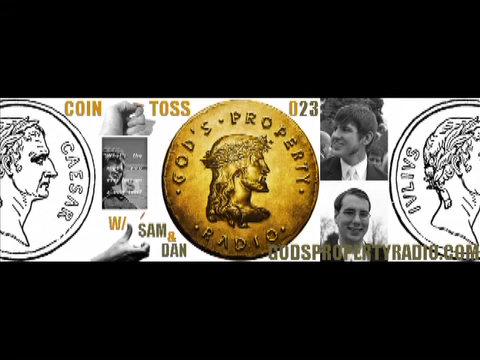 COIN TOSS 023
CAESAR
GOD'S · PROPERTY
· RADIO ·
IVLIVS
W/ SAM
&
DAN
GODSPROPERTYRADIO.COM